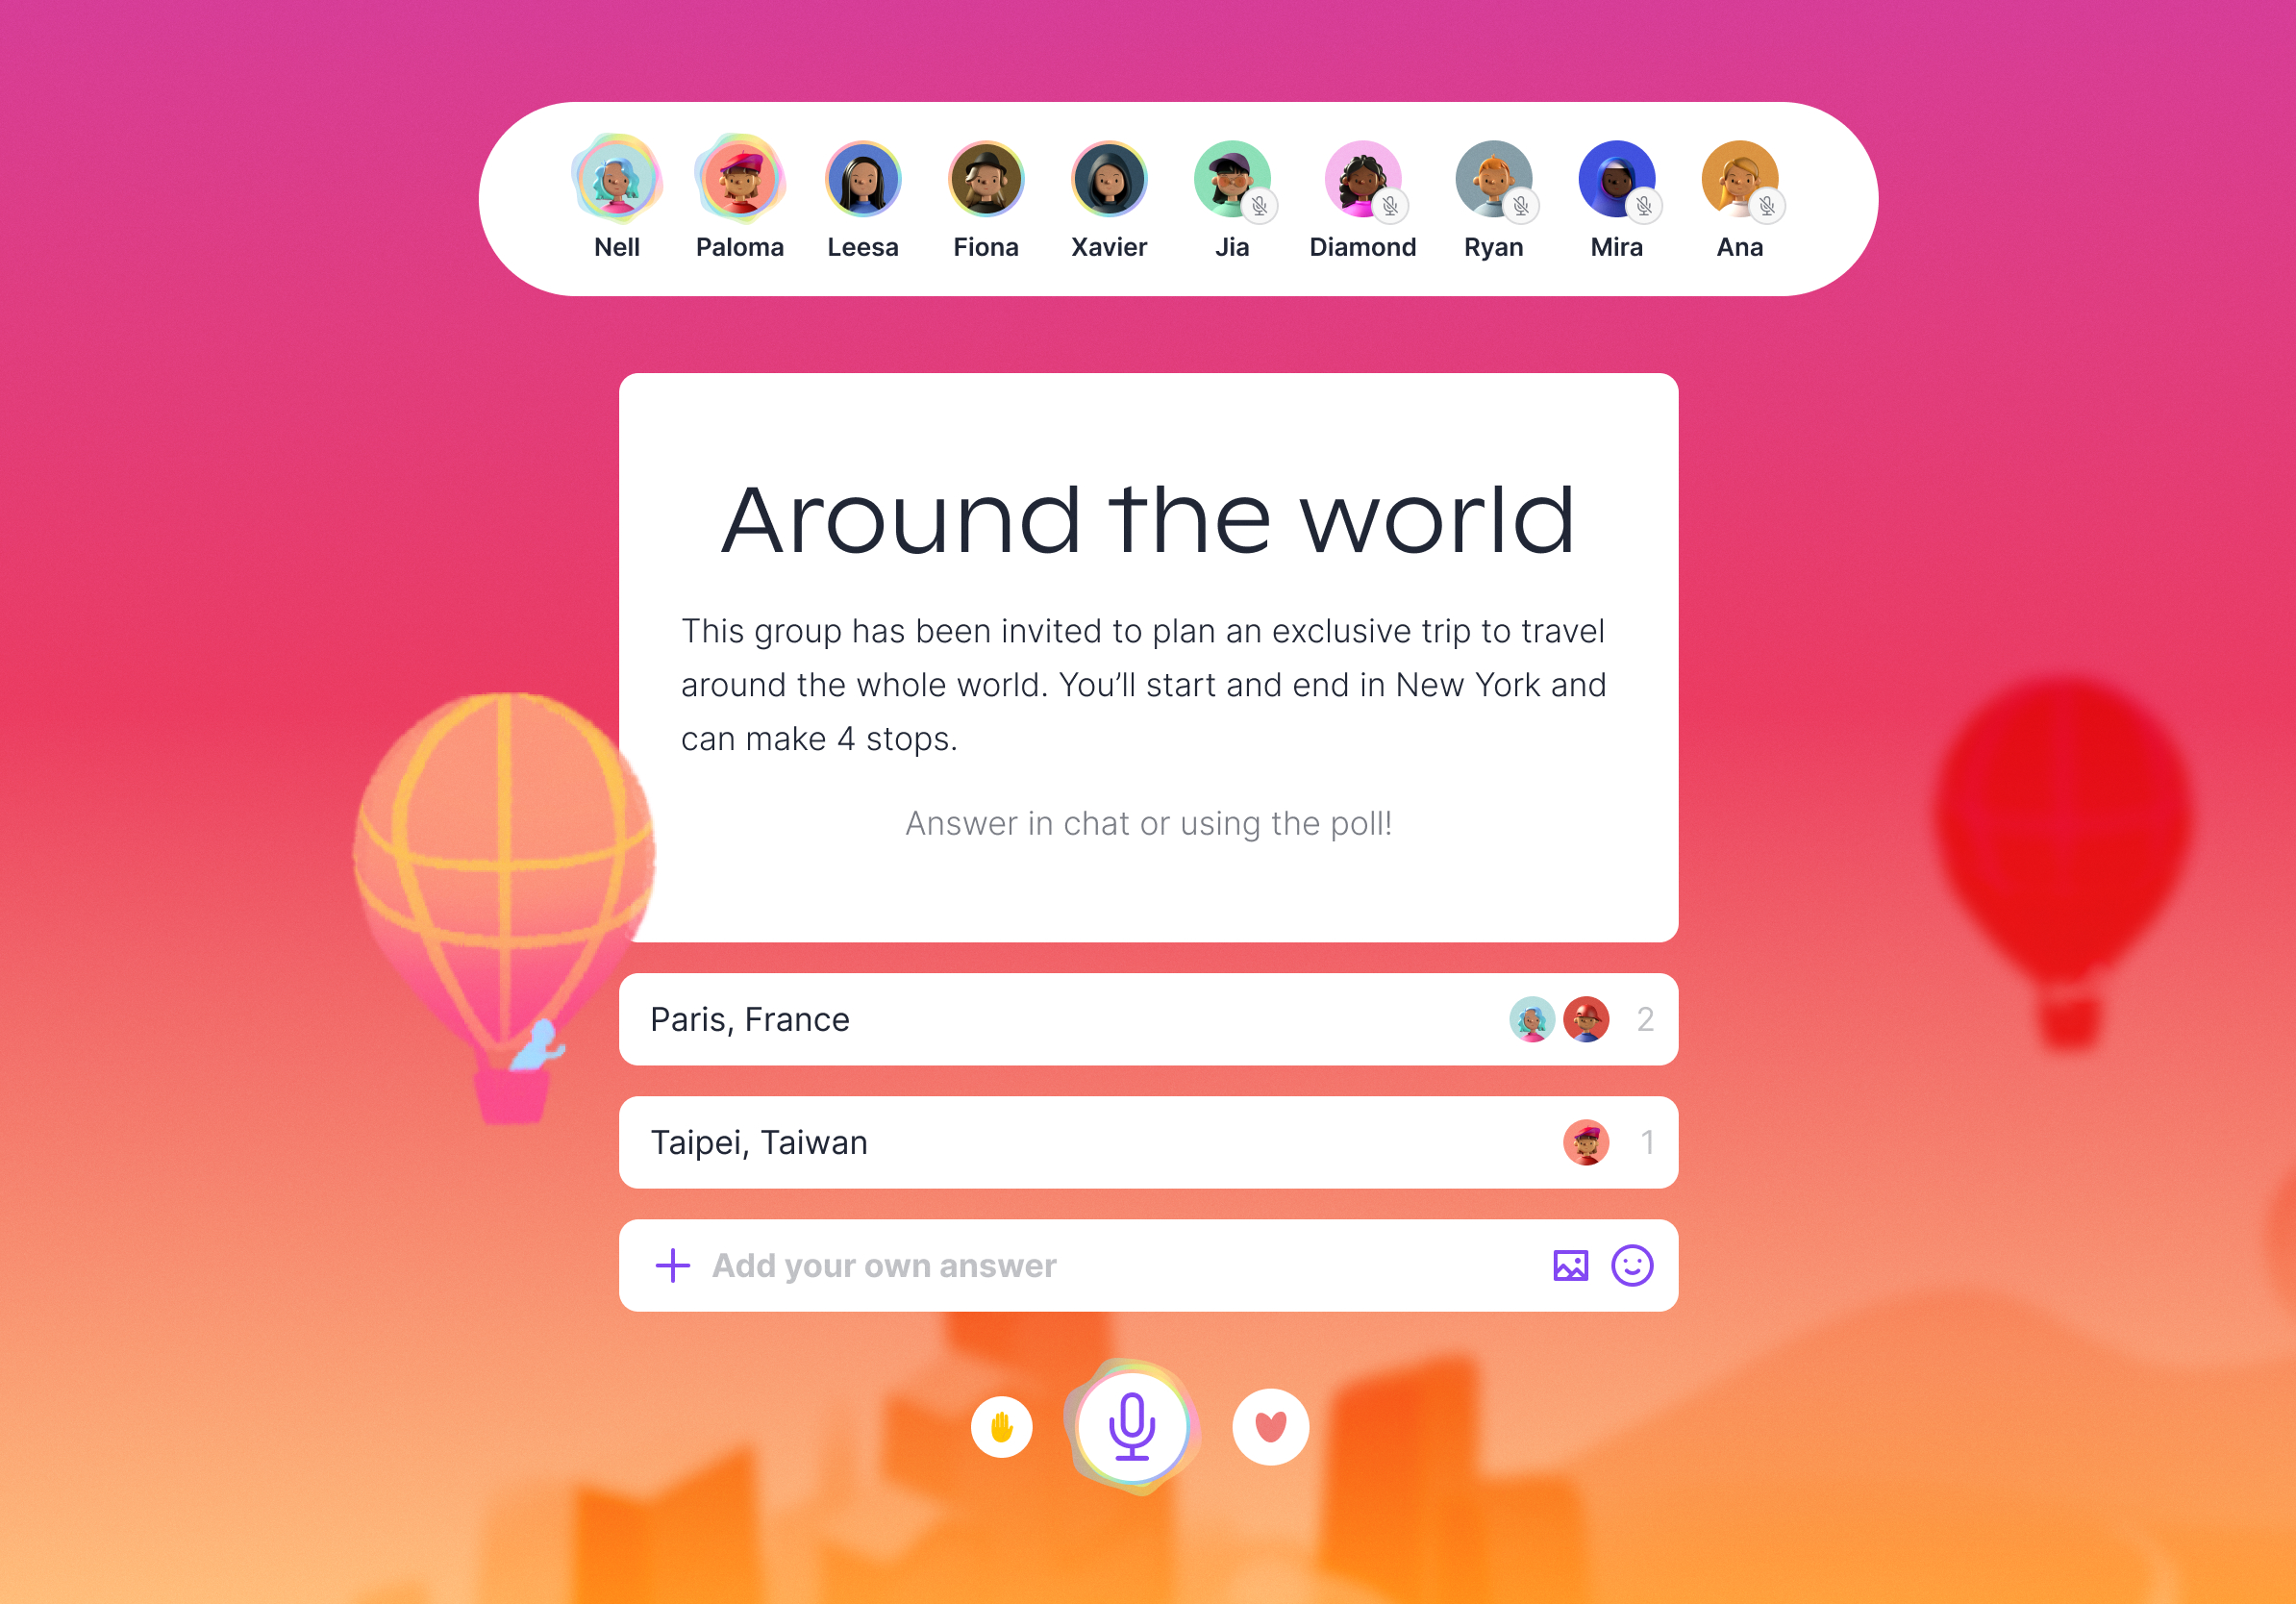 Nell Paloma Leesa Fiona Xavier Jia Diamond Ryan Mira Ana
Around the world
This group has been invited to plan an exclusive trip to travel
around the whole world. You’ll start and end in New York and
can make 4 stops.
Answer in chat or using the poll!
Paris, France 2
Taipei, Taiwan 1
Add your own answer